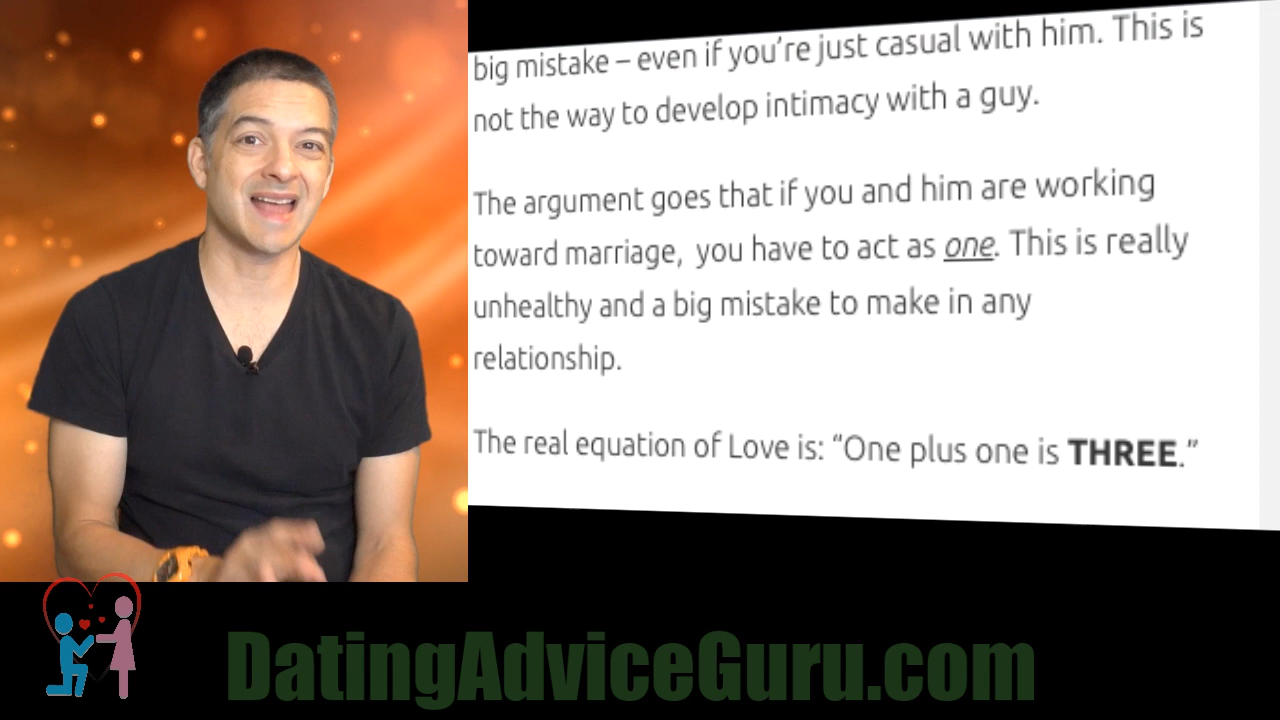 big mistake – even if you’re just casual with him. This is
not the way to develop intimacy with a guy.
The argument goes that if you and him are working
toward marriage,  you have to act as one. This is really
unhealthy and a big mistake to make in any
relationship.
The real equation of Love is: “One plus one is THREE.”
DatingAdviceGuru.com